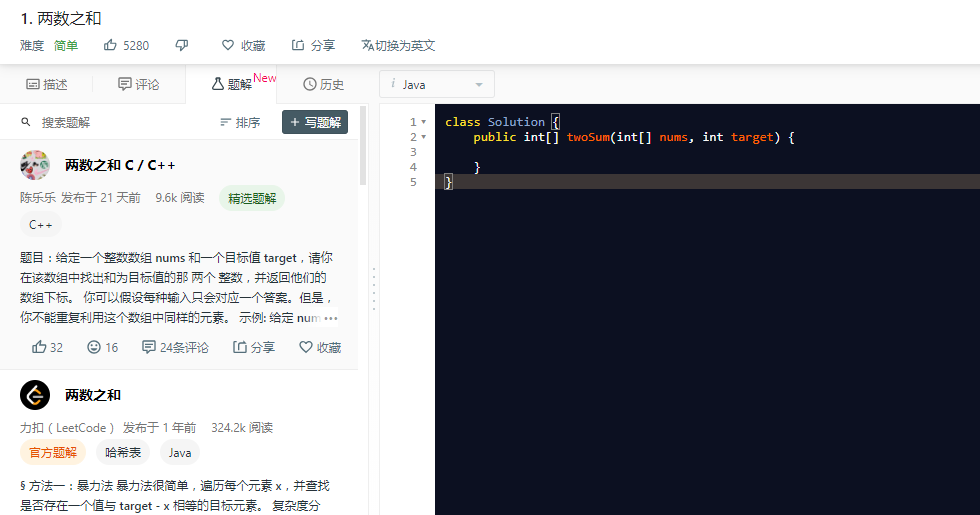 1. 两数之和
难度 简单 5280 收藏 分享 切换为英文
描述 评论 题解 New 历史
i Java
搜索题解 排序 + 写题解
两数之和 C / C++
陈乐乐 发布于 21 天前 9.6k 阅读 精选题解
C++
题目：给定一个整数数组 nums 和一个目标值 target，请你
在该数组中找出和为目标值的那 两个 整数，并返回他们的
数组下标。 你可以假设每种输入只会对应一个答案。但是，
你不能重复利用这个数组中同样的元素。 示例: 给定 num ...
32 16 24条评论 分享 收藏
两数之和
力扣（LeetCode） 发布于 1 年前 324.2k 阅读
官方题解 哈希表 Java
§ 方法一：暴力法 暴力法很简单，遍历每个元素 x，并查找
是否存在一个值与 target - x 相等的目标元素。 复杂度分
1 class Solution {
2 public int[] twoSum(int[] nums, int target) {
3
4 }
5 }